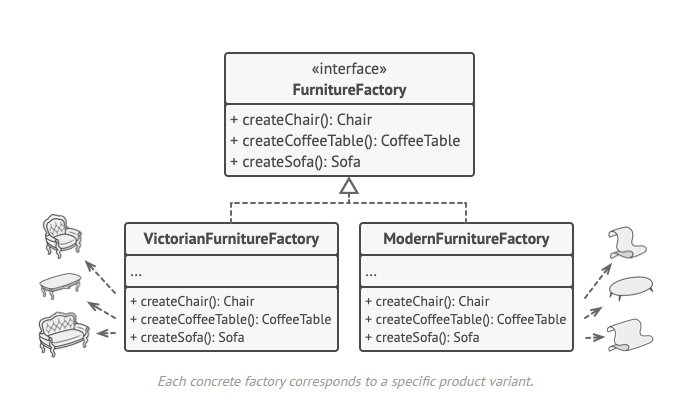 «interface»
FurnitureFactory
+ createChair(): Chair
+ createCoffeeTable(): CoffeeTable
+ createSofa(): Sofa
VictorianFurnitureFactory
...
+ createChair(): Chair
+ createCoffeeTable(): CoffeeTable
+ createSofa(): Sofa
ModernFurnitureFactory
...
+ createChair(): Chair
+ createCoffeeTable(): CoffeeTable
+ createSofa(): Sofa
Each concrete factory corresponds to a specific product variant.